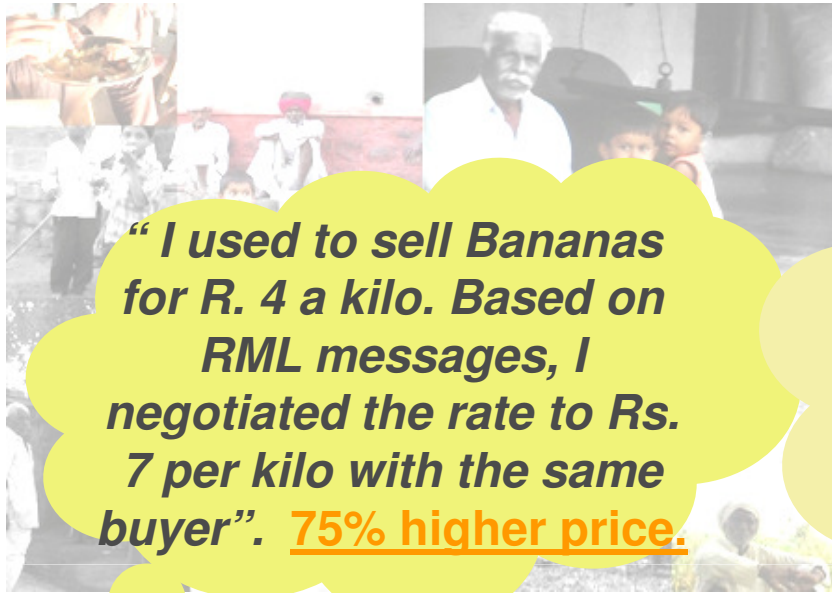 “ I used to sell Bananas
for R. 4 a kilo. Based on
RML messages, I
negotiated the rate to Rs.
7 per kilo with the same
buyer”. 75% higher price.